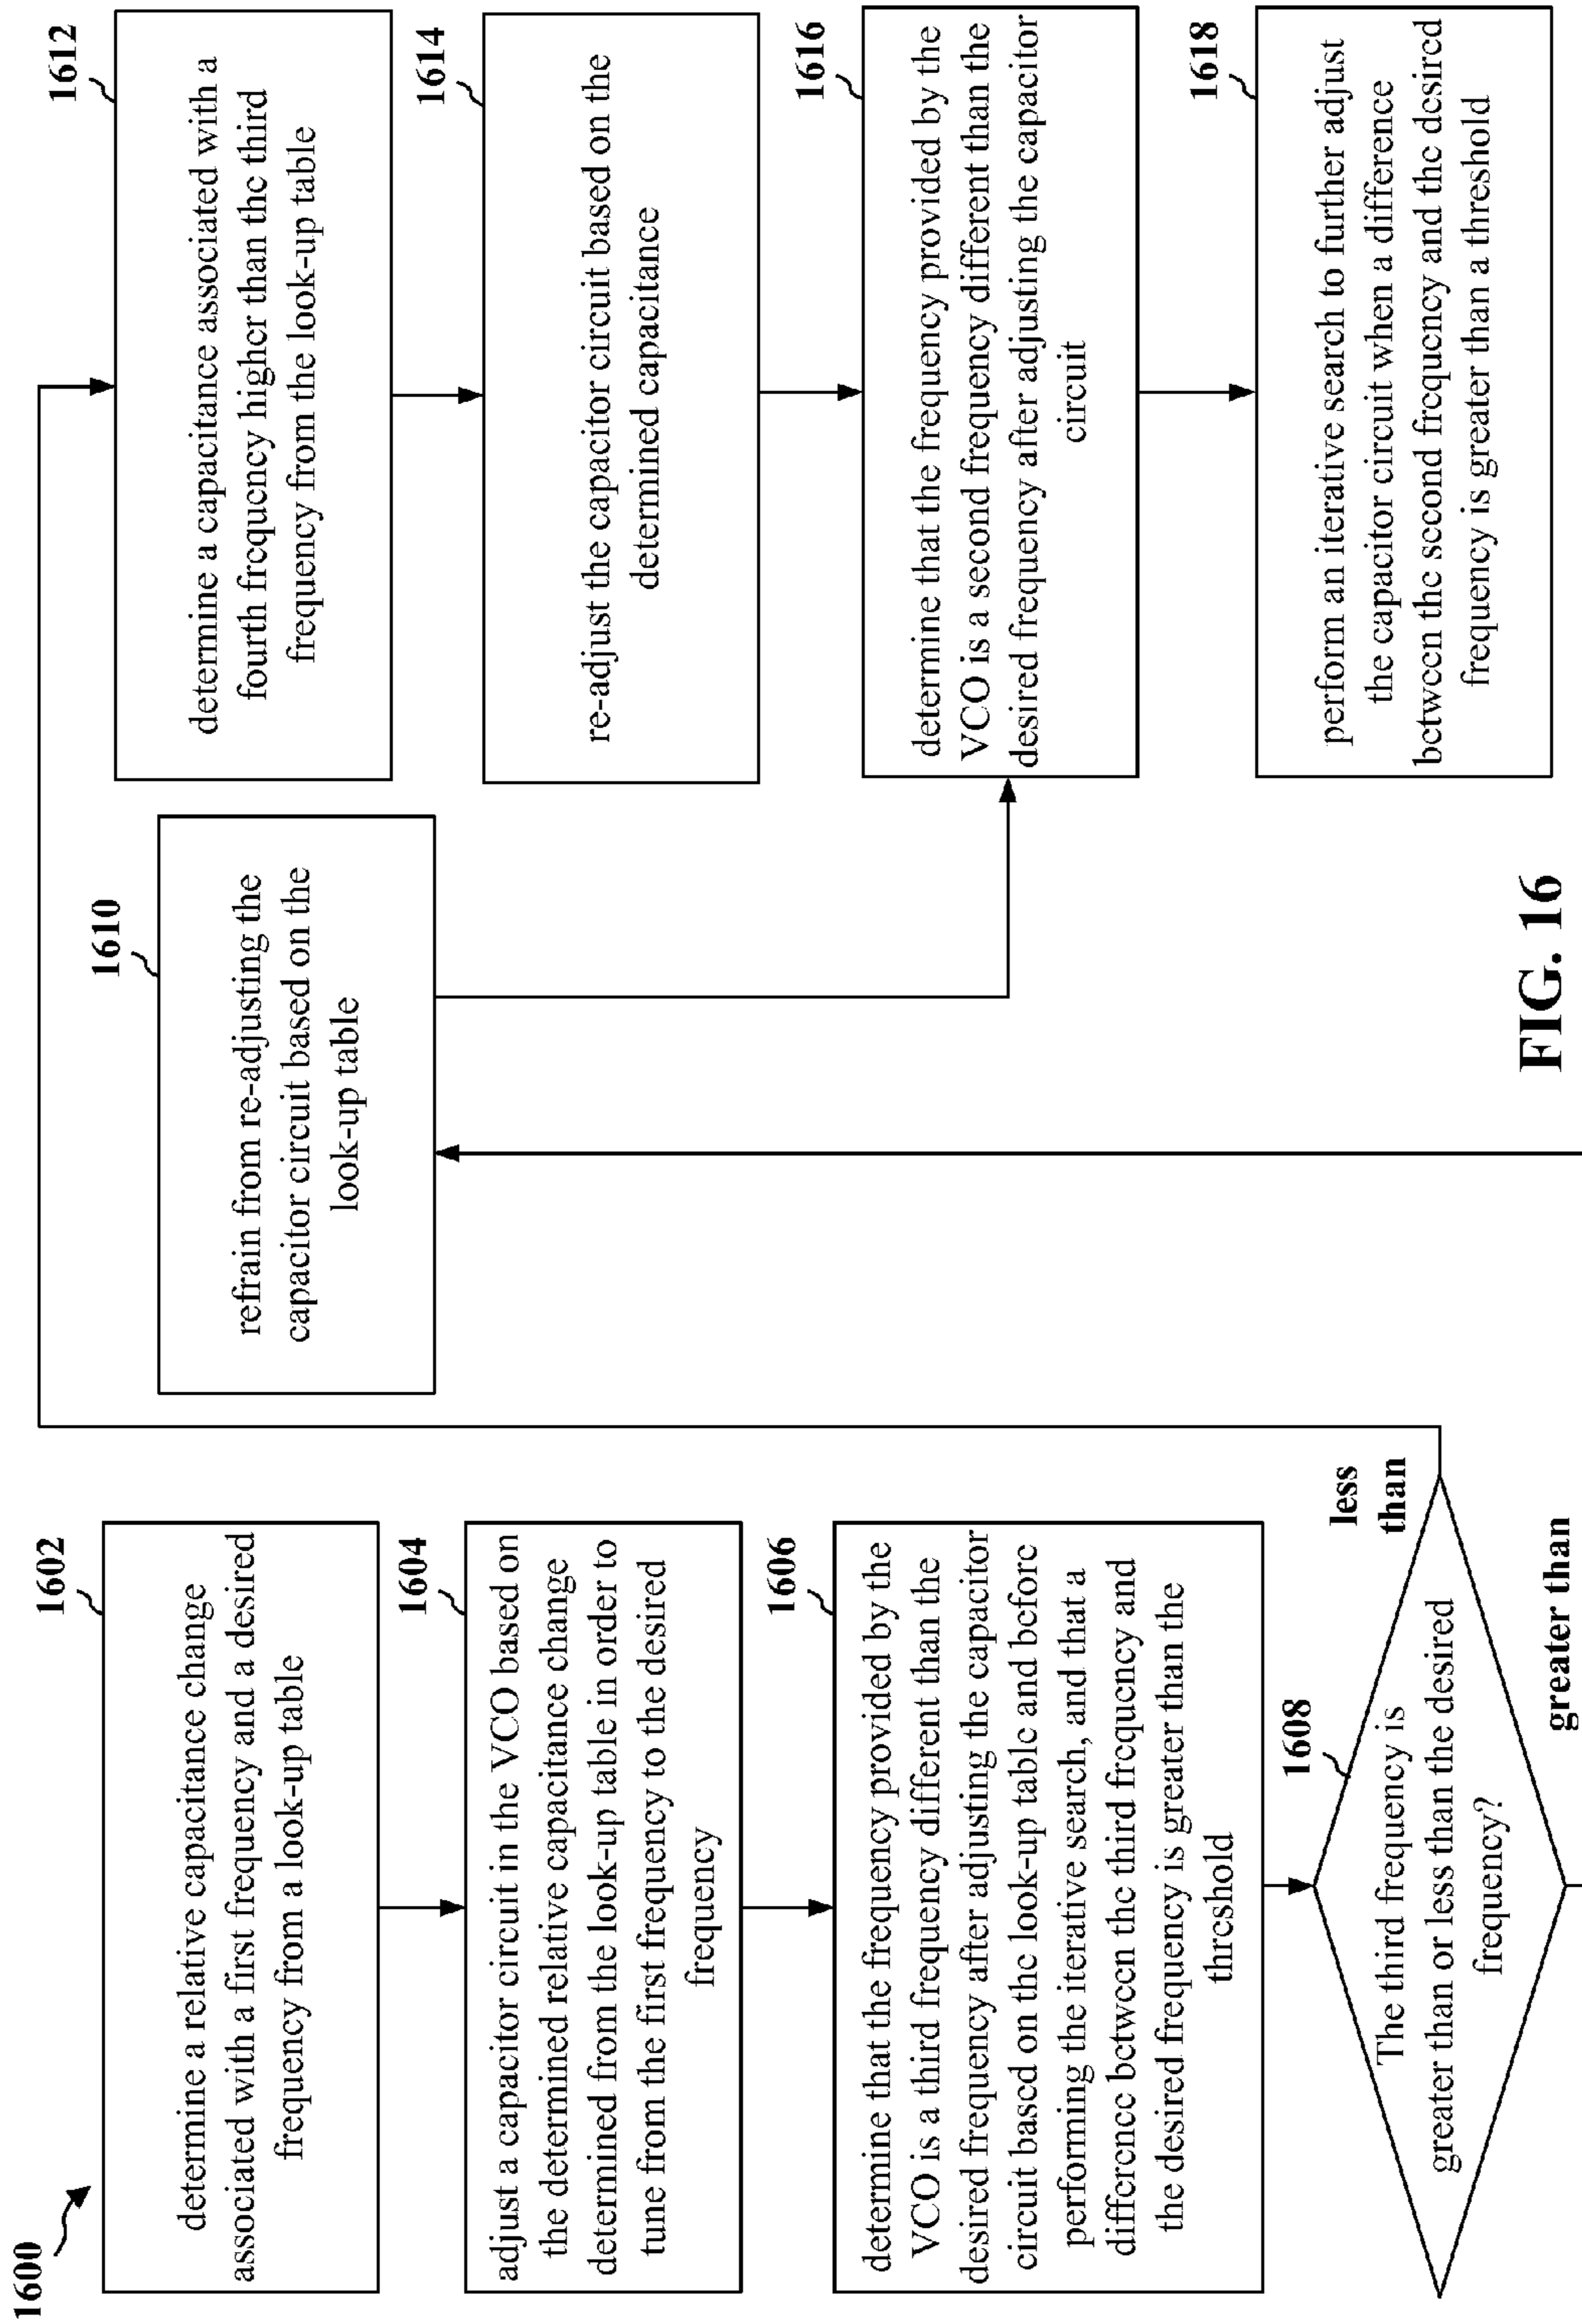 1600
1602
determine a relative capacitance change
associated with a first frequency and a desired
frequency from a look-up table
1604
adjust a capacitor circuit in the VCO based on
the determined relative capacitance change
determined from the look-up table in order to
tune from the first frequency to the desired
frequency
1606
determine that the frequency provided by the
VCO is a third frequency different than the
desired frequency after adjusting the capacitor
circuit based on the look-up table and before
performing the iterative search, and that a
difference between the third frequency and
the desired frequency is greater than the
threshold
1608
The third frequency is
greater than or less than the desired
frequency?
less
than
greater than
1610
refrain from re-adjusting the
capacitor circuit based on the
look-up table
1612
determine a capacitance associated with a
fourth frequency higher than the third
frequency from the look-up table
1614
re-adjust the capacitor circuit based on the
determined capacitance
1616
determine that the frequency provided by the
VCO is a second frequency different than the
desired frequency after adjusting the capacitor
circuit
1618
perform an iterative search to further adjust
the capacitor circuit when a difference
between the second frequency and the desired
frequency is greater than a threshold
FIG. 16